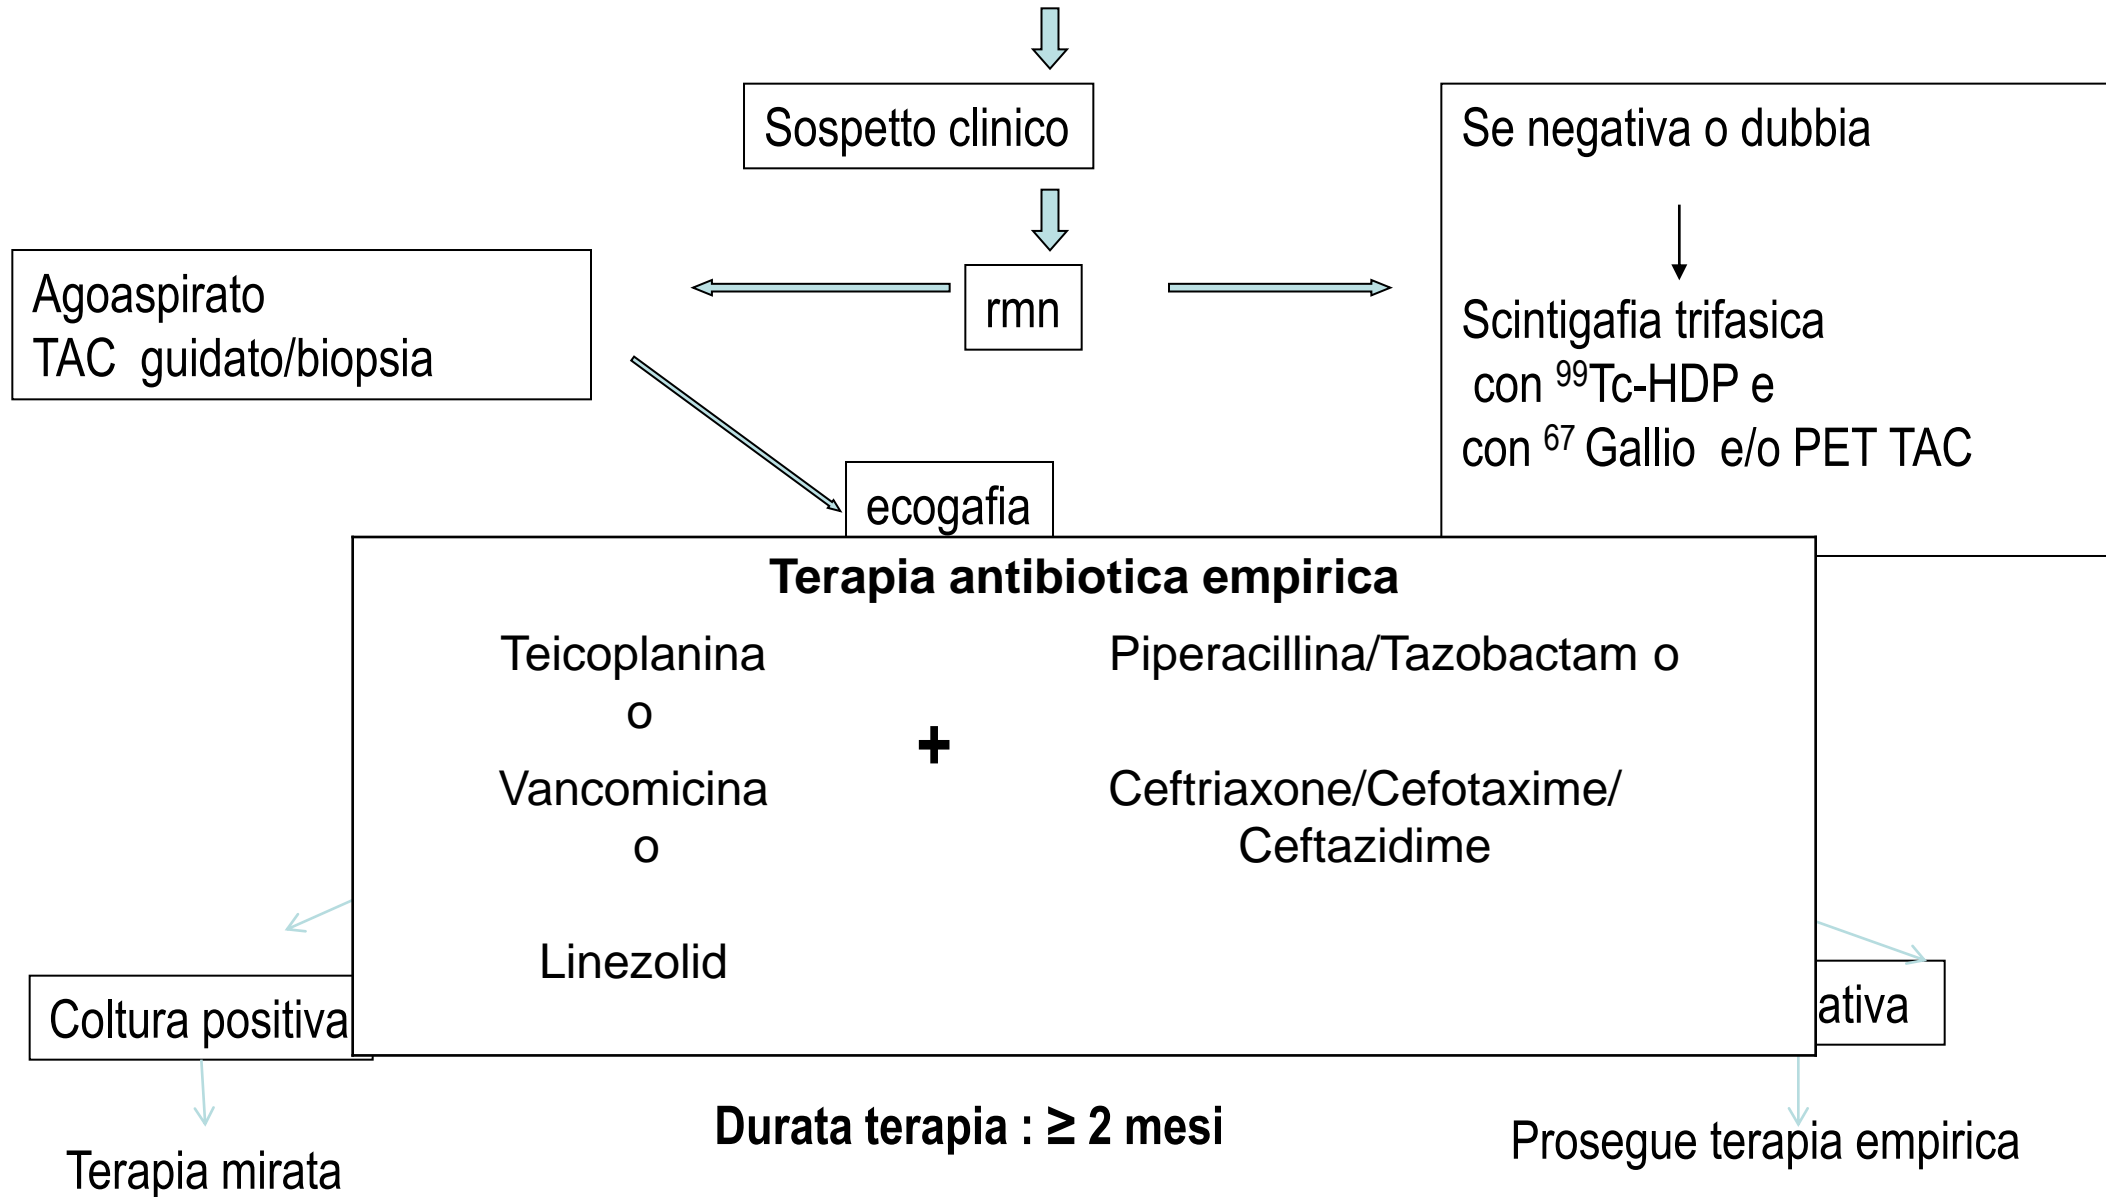 Sospetto clinico
Se negativa o dubbia
Agoaspirato
TAC guidato/biopsia
rmn
Scintigafia trifasica
con ⁹⁹Tc-HDP e
con ⁶⁷ Gallio e/o PET TAC
ecogafia
Terapia antibiotica empirica
Teicoplanina
o
Vancomicina
o
Linezolid
+
Piperacillina/Tazobactam o
Ceftriaxone/Cefotaxime/
Ceftazidime
Coltura positiva
ativa
Terapia mirata
Durata terapia : ≥ 2 mesi
Prosegue terapia empirica